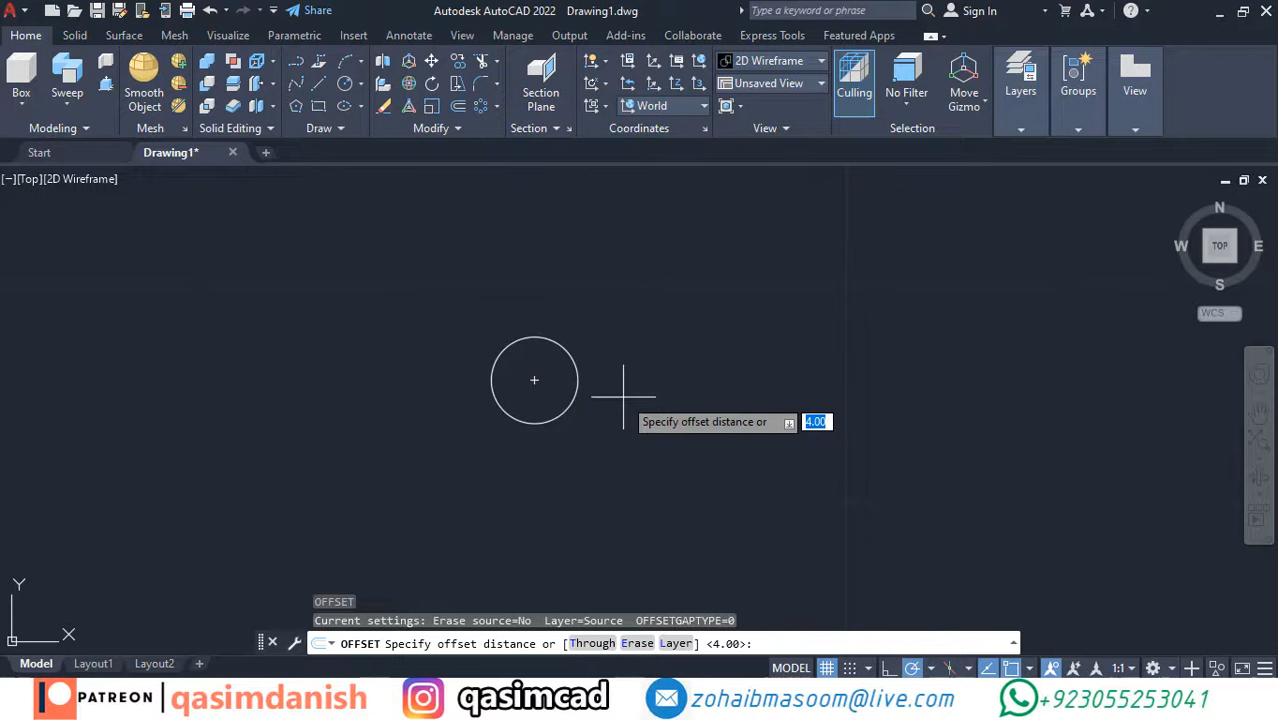 Share
Autodesk AutoCAD 2022 Drawing1.dwg
Type a keyword or phrase
Sign In
Home Solid Surface Mesh Visualize Parametric Insert Annotate View Manage Output Add-ins Collaborate Express Tools Featured Apps
Box
Sweep
Smooth
Object
World
Section
Plane
2D Wireframe
Unsaved View
Culling
No Filter
Move
Gizmo
Layers
Groups
View
Modeling Mesh Solid Editing Draw Modify Section Coordinates View Selection
Start
Drawing1*
[−][Top][2D Wireframe]
N
W TOP E
S
WCS
Specify offset distance or 4.00
Y
X
OFFSET
Current settings: Erase source=No Layer=Source OFFSETGAPTYPE=0
OFFSET Specify offset distance or [Through Erase Layer] <4.00>:
Model Layout1 Layout2
MODEL
1:1
PATREON qasimdanish
qasimcad
zohaibmasoom@live.com
+923055253041